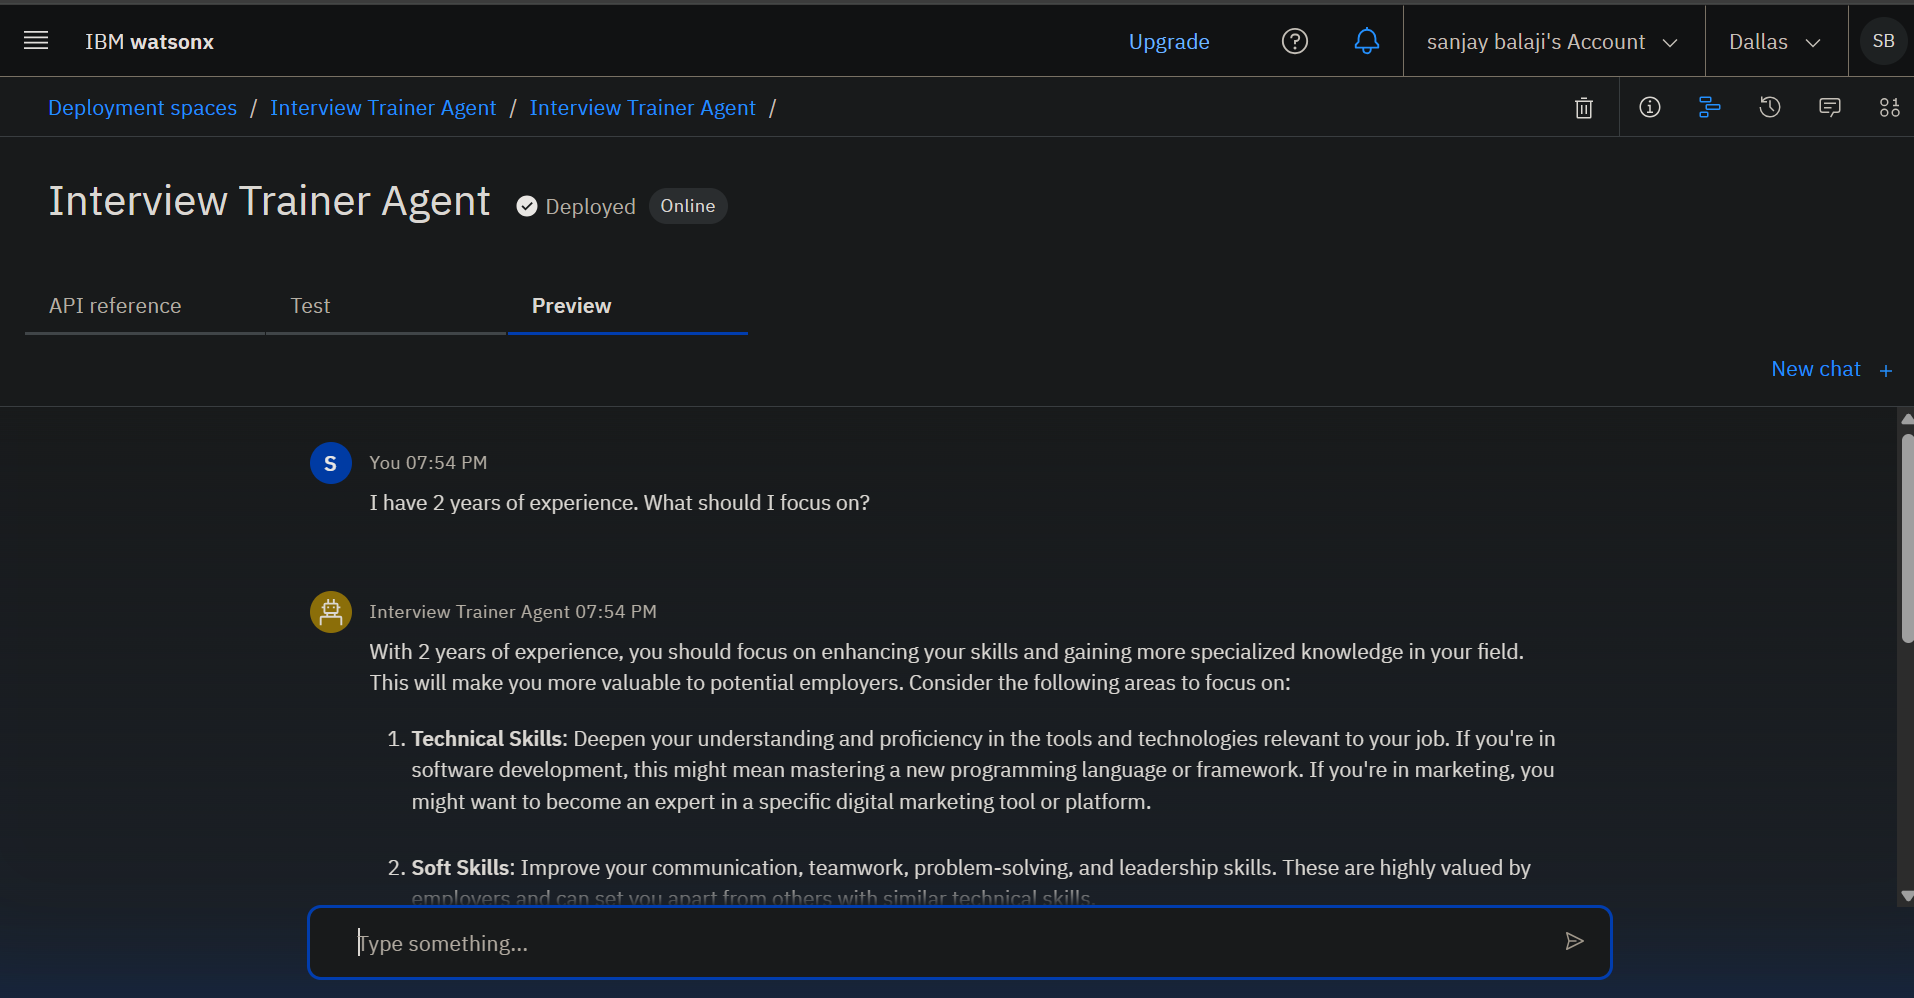 IBM watsonx
Upgrade
sanjay balaji's Account
Dallas
SB
Deployment spaces / Interview Trainer Agent / Interview Trainer Agent /
Interview Trainer Agent
Deployed
Online
API reference
Test
Preview
New chat +
S
You 07:54 PM
I have 2 years of experience. What should I focus on?
Interview Trainer Agent 07:54 PM
With 2 years of experience, you should focus on enhancing your skills and gaining more specialized knowledge in your field.
This will make you more valuable to potential employers. Consider the following areas to focus on:
1. Technical Skills: Deepen your understanding and proficiency in the tools and technologies relevant to your job. If you're in
software development, this might mean mastering a new programming language or framework. If you're in marketing, you
might want to become an expert in a specific digital marketing tool or platform.
2. Soft Skills: Improve your communication, teamwork, problem-solving, and leadership skills. These are highly valued by
employers and can set you apart from others with similar technical skills.
Type something...